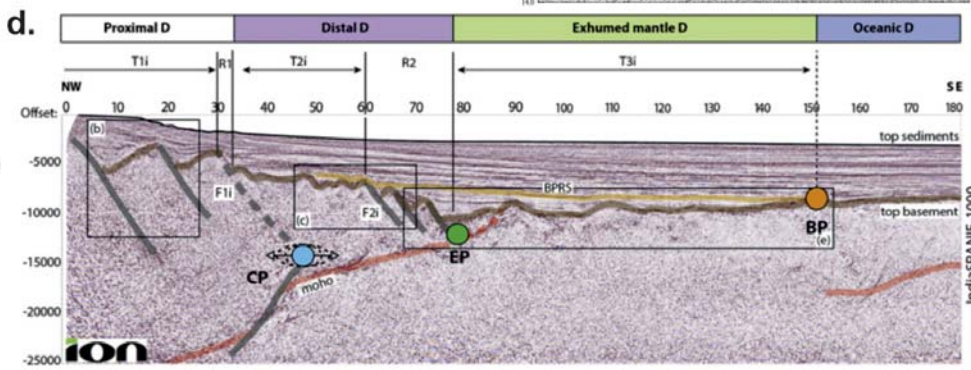 d.
Proximal D Distal D Exhumed mantle D Oceanic D
T1i R1 T2i R2 T3i
NW SE
Offset: 0 10 20 30 40 50 60 70 80 90 100 110 120 130 140 150 160 170 180
(b)
top sediments
-5000
F1i
BPRS
(c) F2i
-10000
top basement
BP
(e)
EP
CP
-15000
moho
-20000
ion
-25000